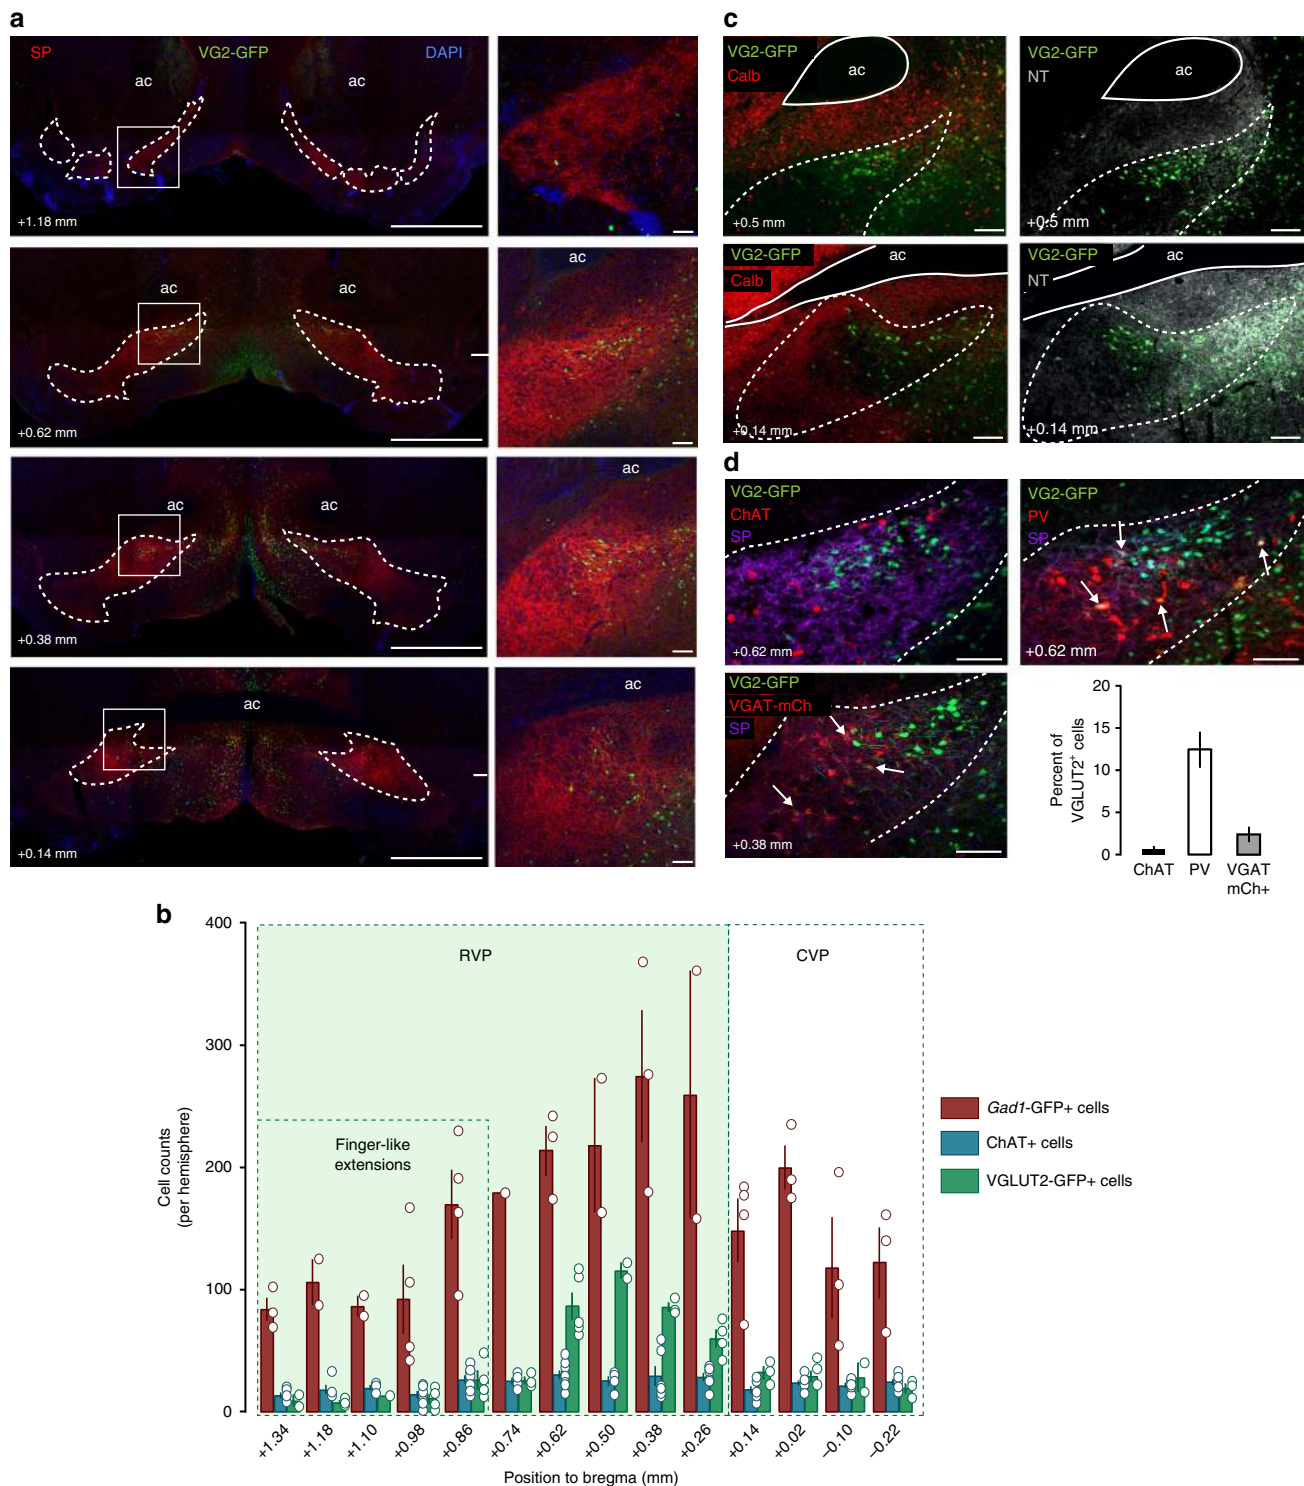 a
SP VG2-GFP DAPI
ac ac
+1.18 mm
ac ac ac
+0.62 mm
ac ac ac
+0.38 mm
ac ac
+0.14 mm
c
VG2-GFP
Calb
ac
+0.5 mm
VG2-GFP
NT
ac
+0.5 mm
VG2-GFP
Calb
ac
+0.14 mm
VG2-GFP
NT
+0.14 mm
d
VG2-GFP
ChAT
SP
+0.62 mm
VG2-GFP
PV
SP
+0.62 mm
VG2-GFP
VGAT-mCh
SP
+0.38 mm
Percent of
VGLUT2+ cells
20
15
10
5
0
ChAT PV VGAT
mCh+
b
Cell counts
(per hemisphere)
400
300
200
100
0
RVP CVP
Finger-like
extensions
+1.34 +1.18 +1.10 +0.98 +0.86 +0.74 +0.62 +0.50 +0.38 +0.26 +0.14 +0.02 −0.10 −0.22
Position to bregma (mm)
Gad1-GFP+ cells
ChAT+ cells
VGLUT2-GFP+ cells